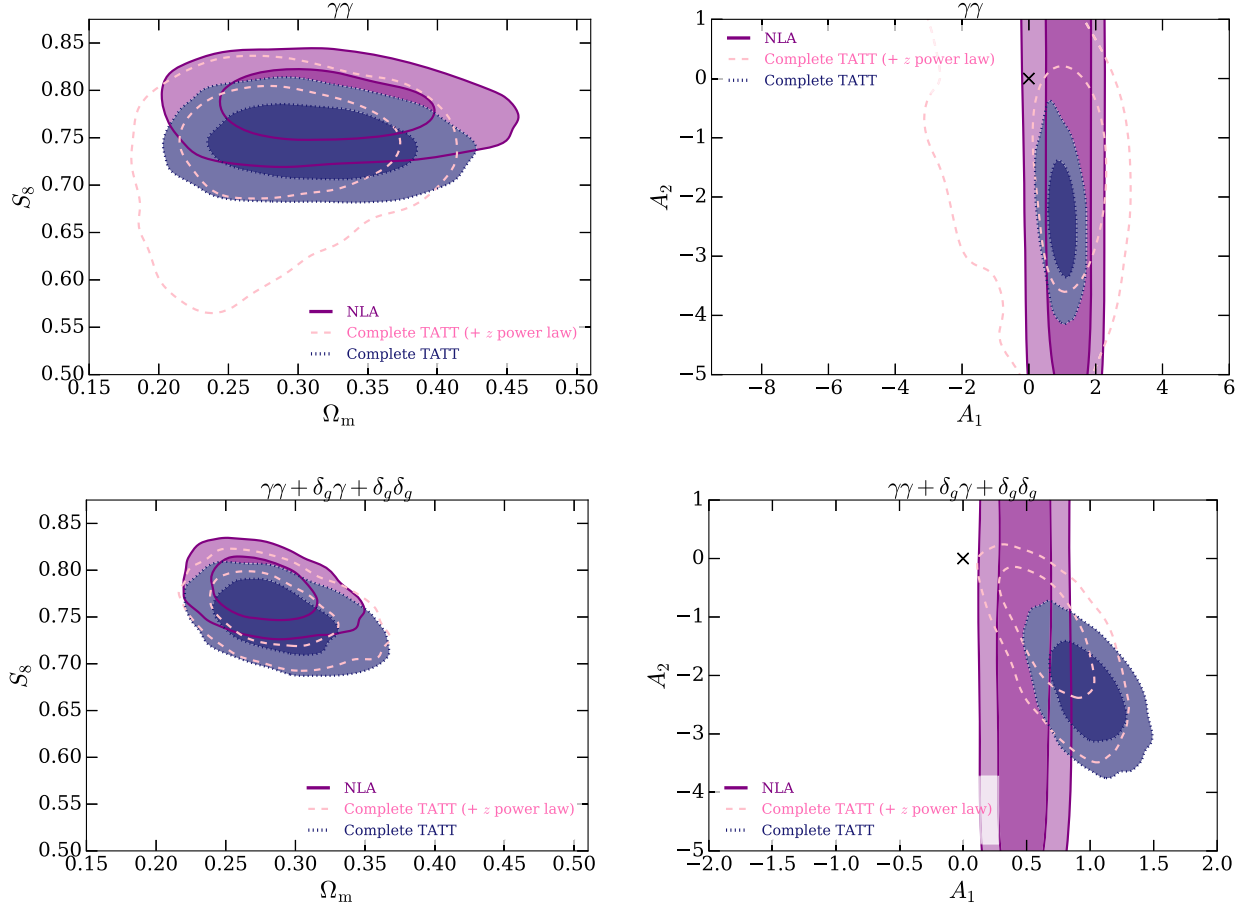 γγ
0.85
0.80
0.75
0.70
0.65
0.60
0.55
0.50
S₈
NLA
Complete TATT (+ z power law)
Complete TATT
0.15 0.20 0.25 0.30 0.35 0.40 0.45 0.50
Ωₘ
γγ
1
0
−1
−2
−3
−4
−5
A₂
NLA
Complete TATT (+ z power law)
Complete TATT
−8 −6 −4 −2 0 2 4 6
A₁
γγ + δ_gγ + δ_gδ_g
0.85
0.80
0.75
0.70
0.65
0.60
0.55
0.50
S₈
NLA
Complete TATT (+ z power law)
Complete TATT
0.15 0.20 0.25 0.30 0.35 0.40 0.45 0.50
Ωₘ
γγ + δ_gγ + δ_gδ_g
1
0
−1
−2
−3
−4
−5
A₂
NLA
Complete TATT (+ z power law)
Complete TATT
−2.0 −1.5 −1.0 −0.5 0.0 0.5 1.0 1.5 2.0
A₁